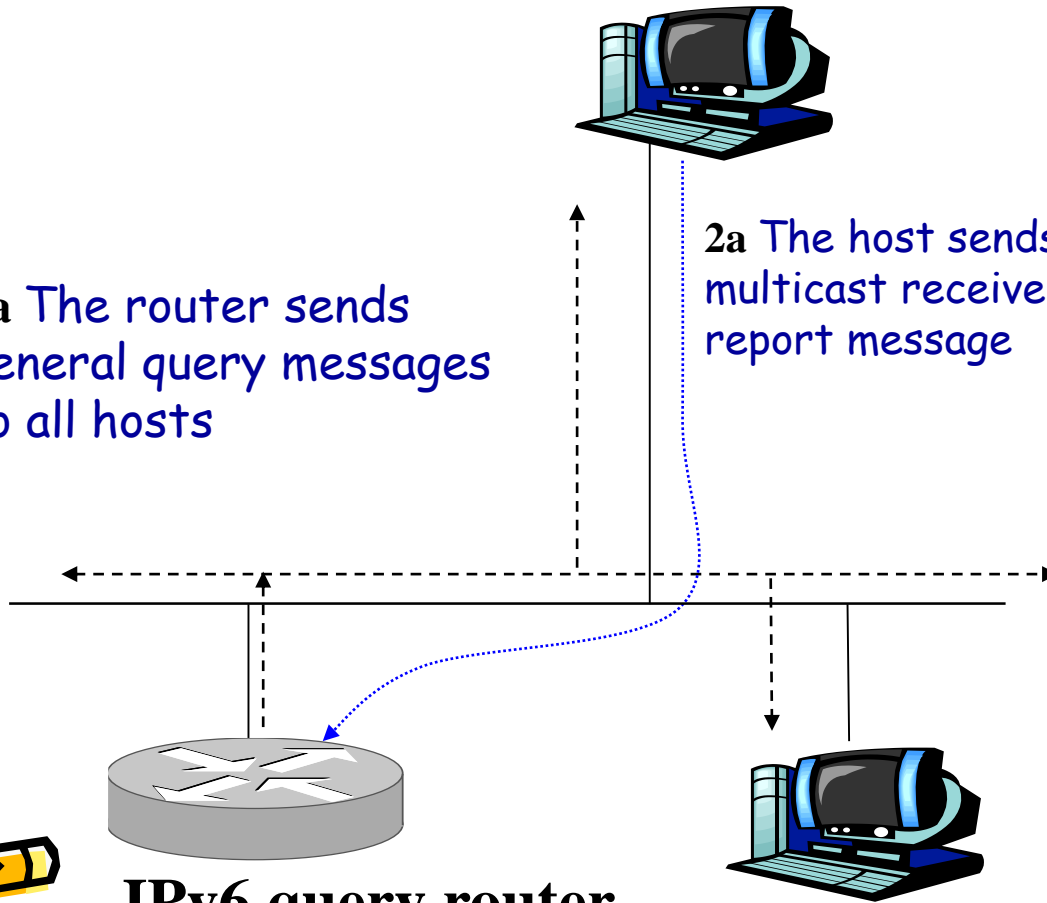 a The router sends
eneral query messages
o all hosts
2a The host sends
multicast receive
report message
IPv6 query router